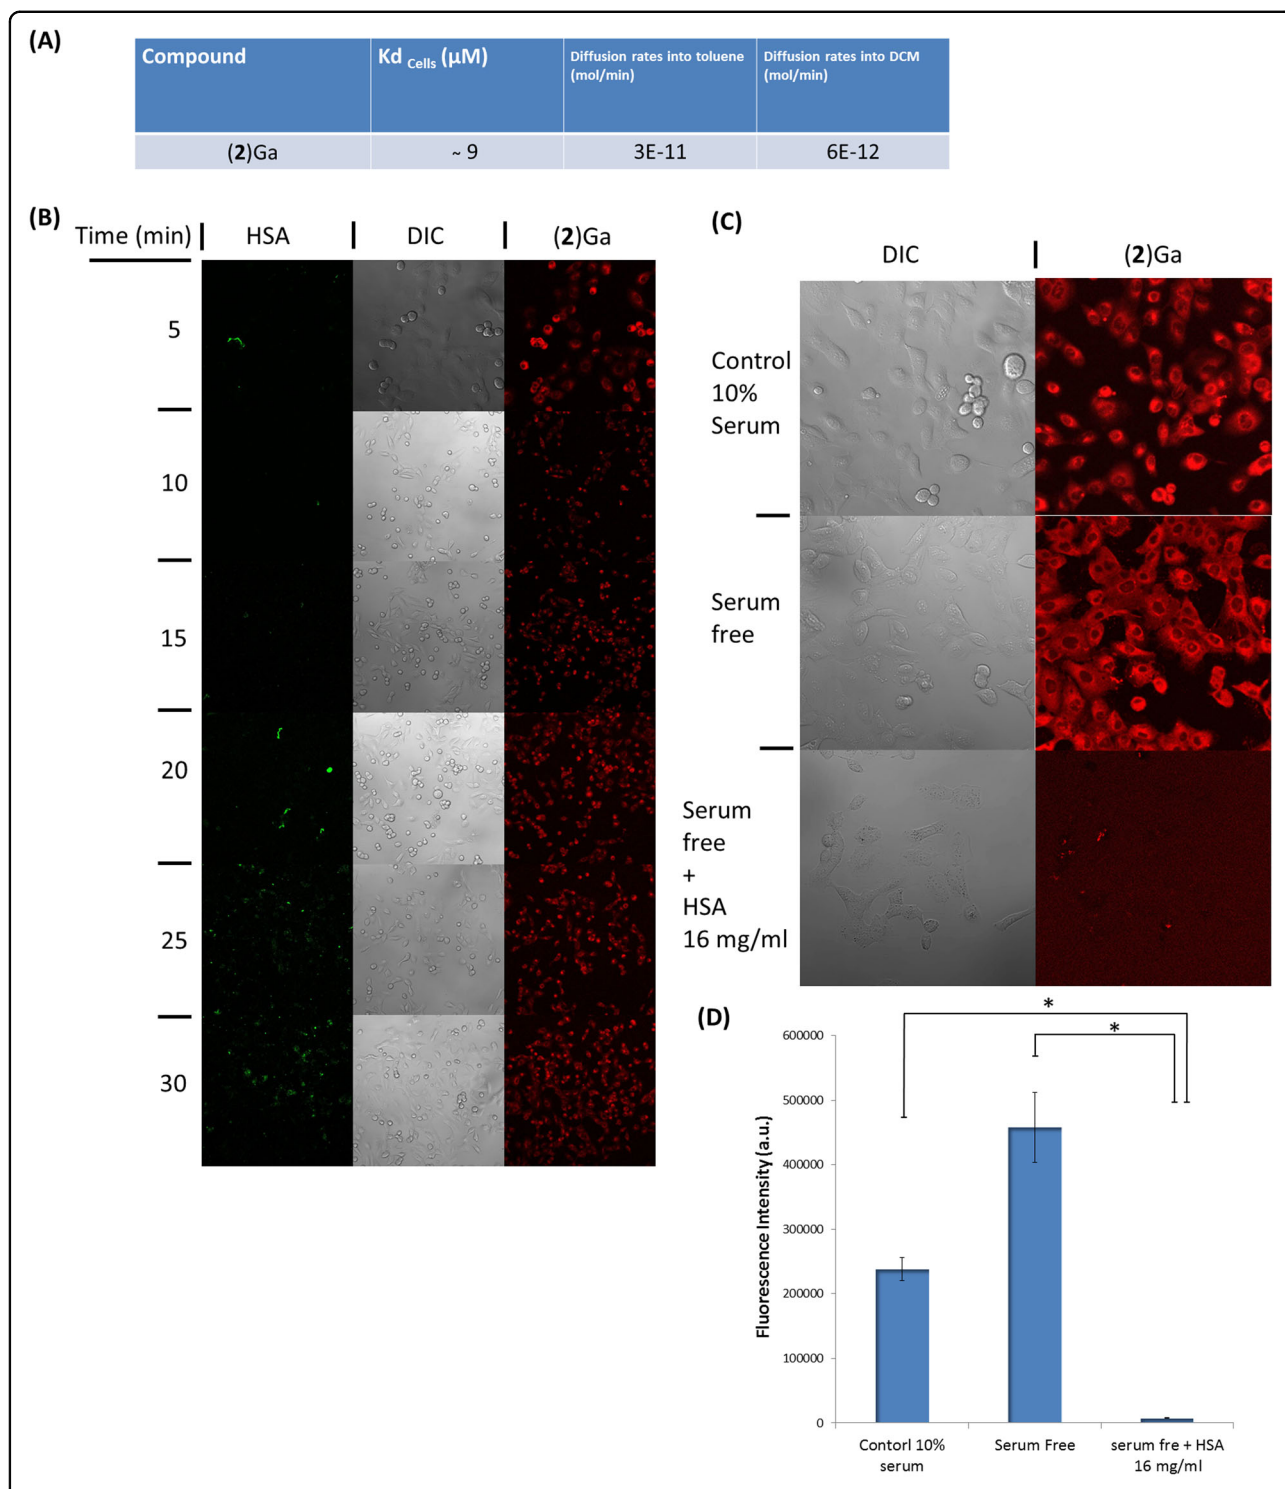 (A)
Compound
Kd Cells (μM)
Diffusion rates into toluene
(mol/min)
Diffusion rates into DCM
(mol/min)
(2)Ga
~ 9
3E-11
6E-12
(B)
Time (min)
HSA
DIC
(2)Ga
5
10
15
20
25
30
(C)
DIC
(2)Ga
Control
10%
Serum
Serum
free
Serum
free
+
HSA
16 mg/ml
(D)
*
*
Fluorescence Intensity (a.u.)
600000
500000
400000
300000
200000
100000
0
Contorl 10%
serum
Serum Free
serum fre + HSA
16 mg/ml